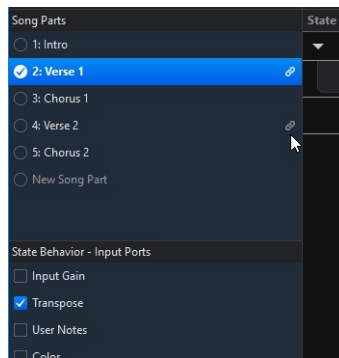 Song Parts
State
1: Intro
2: Verse 1
3: Chorus 1
4: Verse 2
5: Chorus 2
New Song Part
State Behavior - Input Ports
Input Gain
Transpose
User Notes
Color